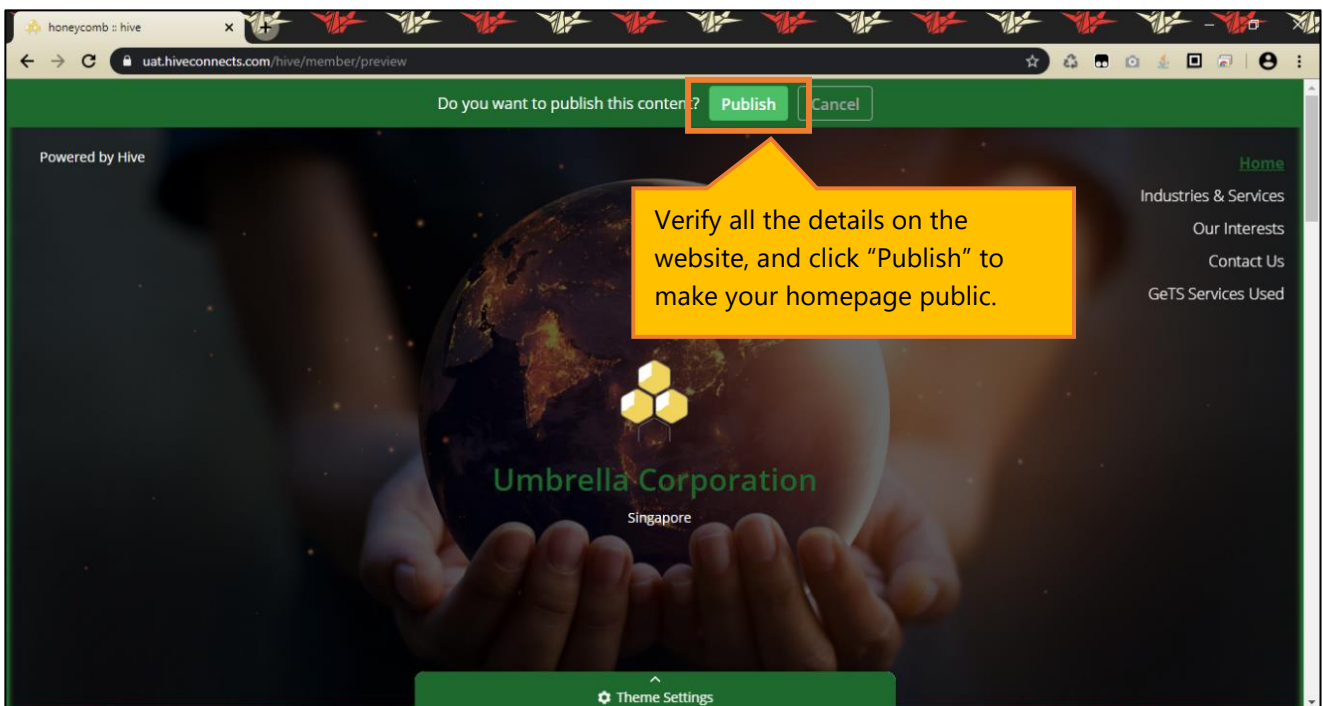 honeycomb :: hive
uat.hiveconnects.com/hive/member/preview
Do you want to publish this content? Publish Cancel
Powered by Hive
Home
Industries & Services
Our Interests
Contact Us
GeTS Services Used
Verify all the details on the
website, and click “Publish” to
make your homepage public.
Umbrella Corporation
Singapore
Theme Settings